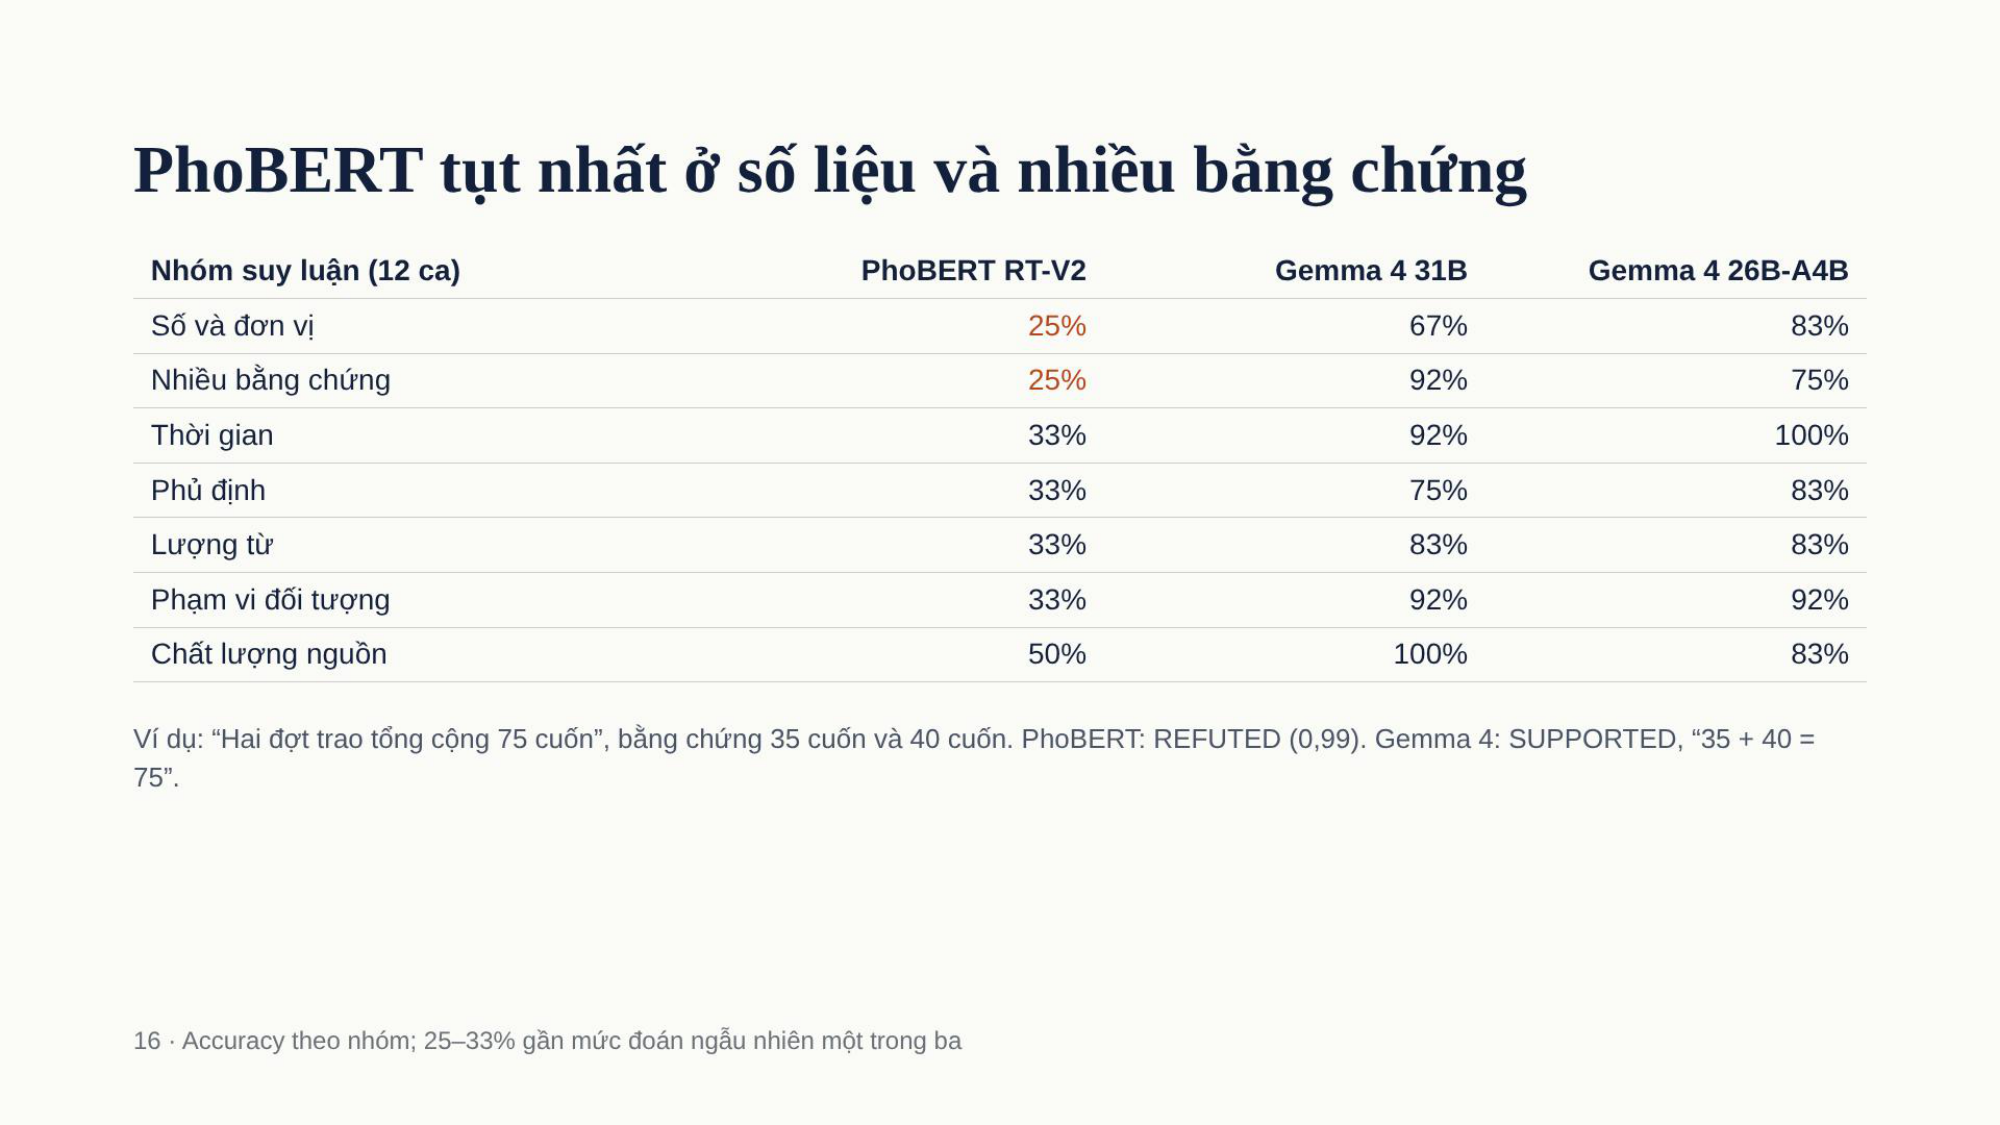 PhoBERT tụt nhất ở số liệu và nhiều bằng chứng
Nhóm suy luận (12 ca) PhoBERT RT-V2 Gemma 4 31B Gemma 4 26B-A4B
Số và đơn vị 25% 67% 83%
Nhiều bằng chứng 25% 92% 75%
Thời gian 33% 92% 100%
Phủ định 33% 75% 83%
Lượng từ 33% 83% 83%
Phạm vi đối tượng 33% 92% 92%
Chất lượng nguồn 50% 100% 83%
Ví dụ: “Hai đợt trao tổng cộng 75 cuốn”, bằng chứng 35 cuốn và 40 cuốn. PhoBERT: REFUTED (0,99). Gemma 4: SUPPORTED, “35 + 40 =
75”.
16 · Accuracy theo nhóm; 25–33% gần mức đoán ngẫu nhiên một trong ba